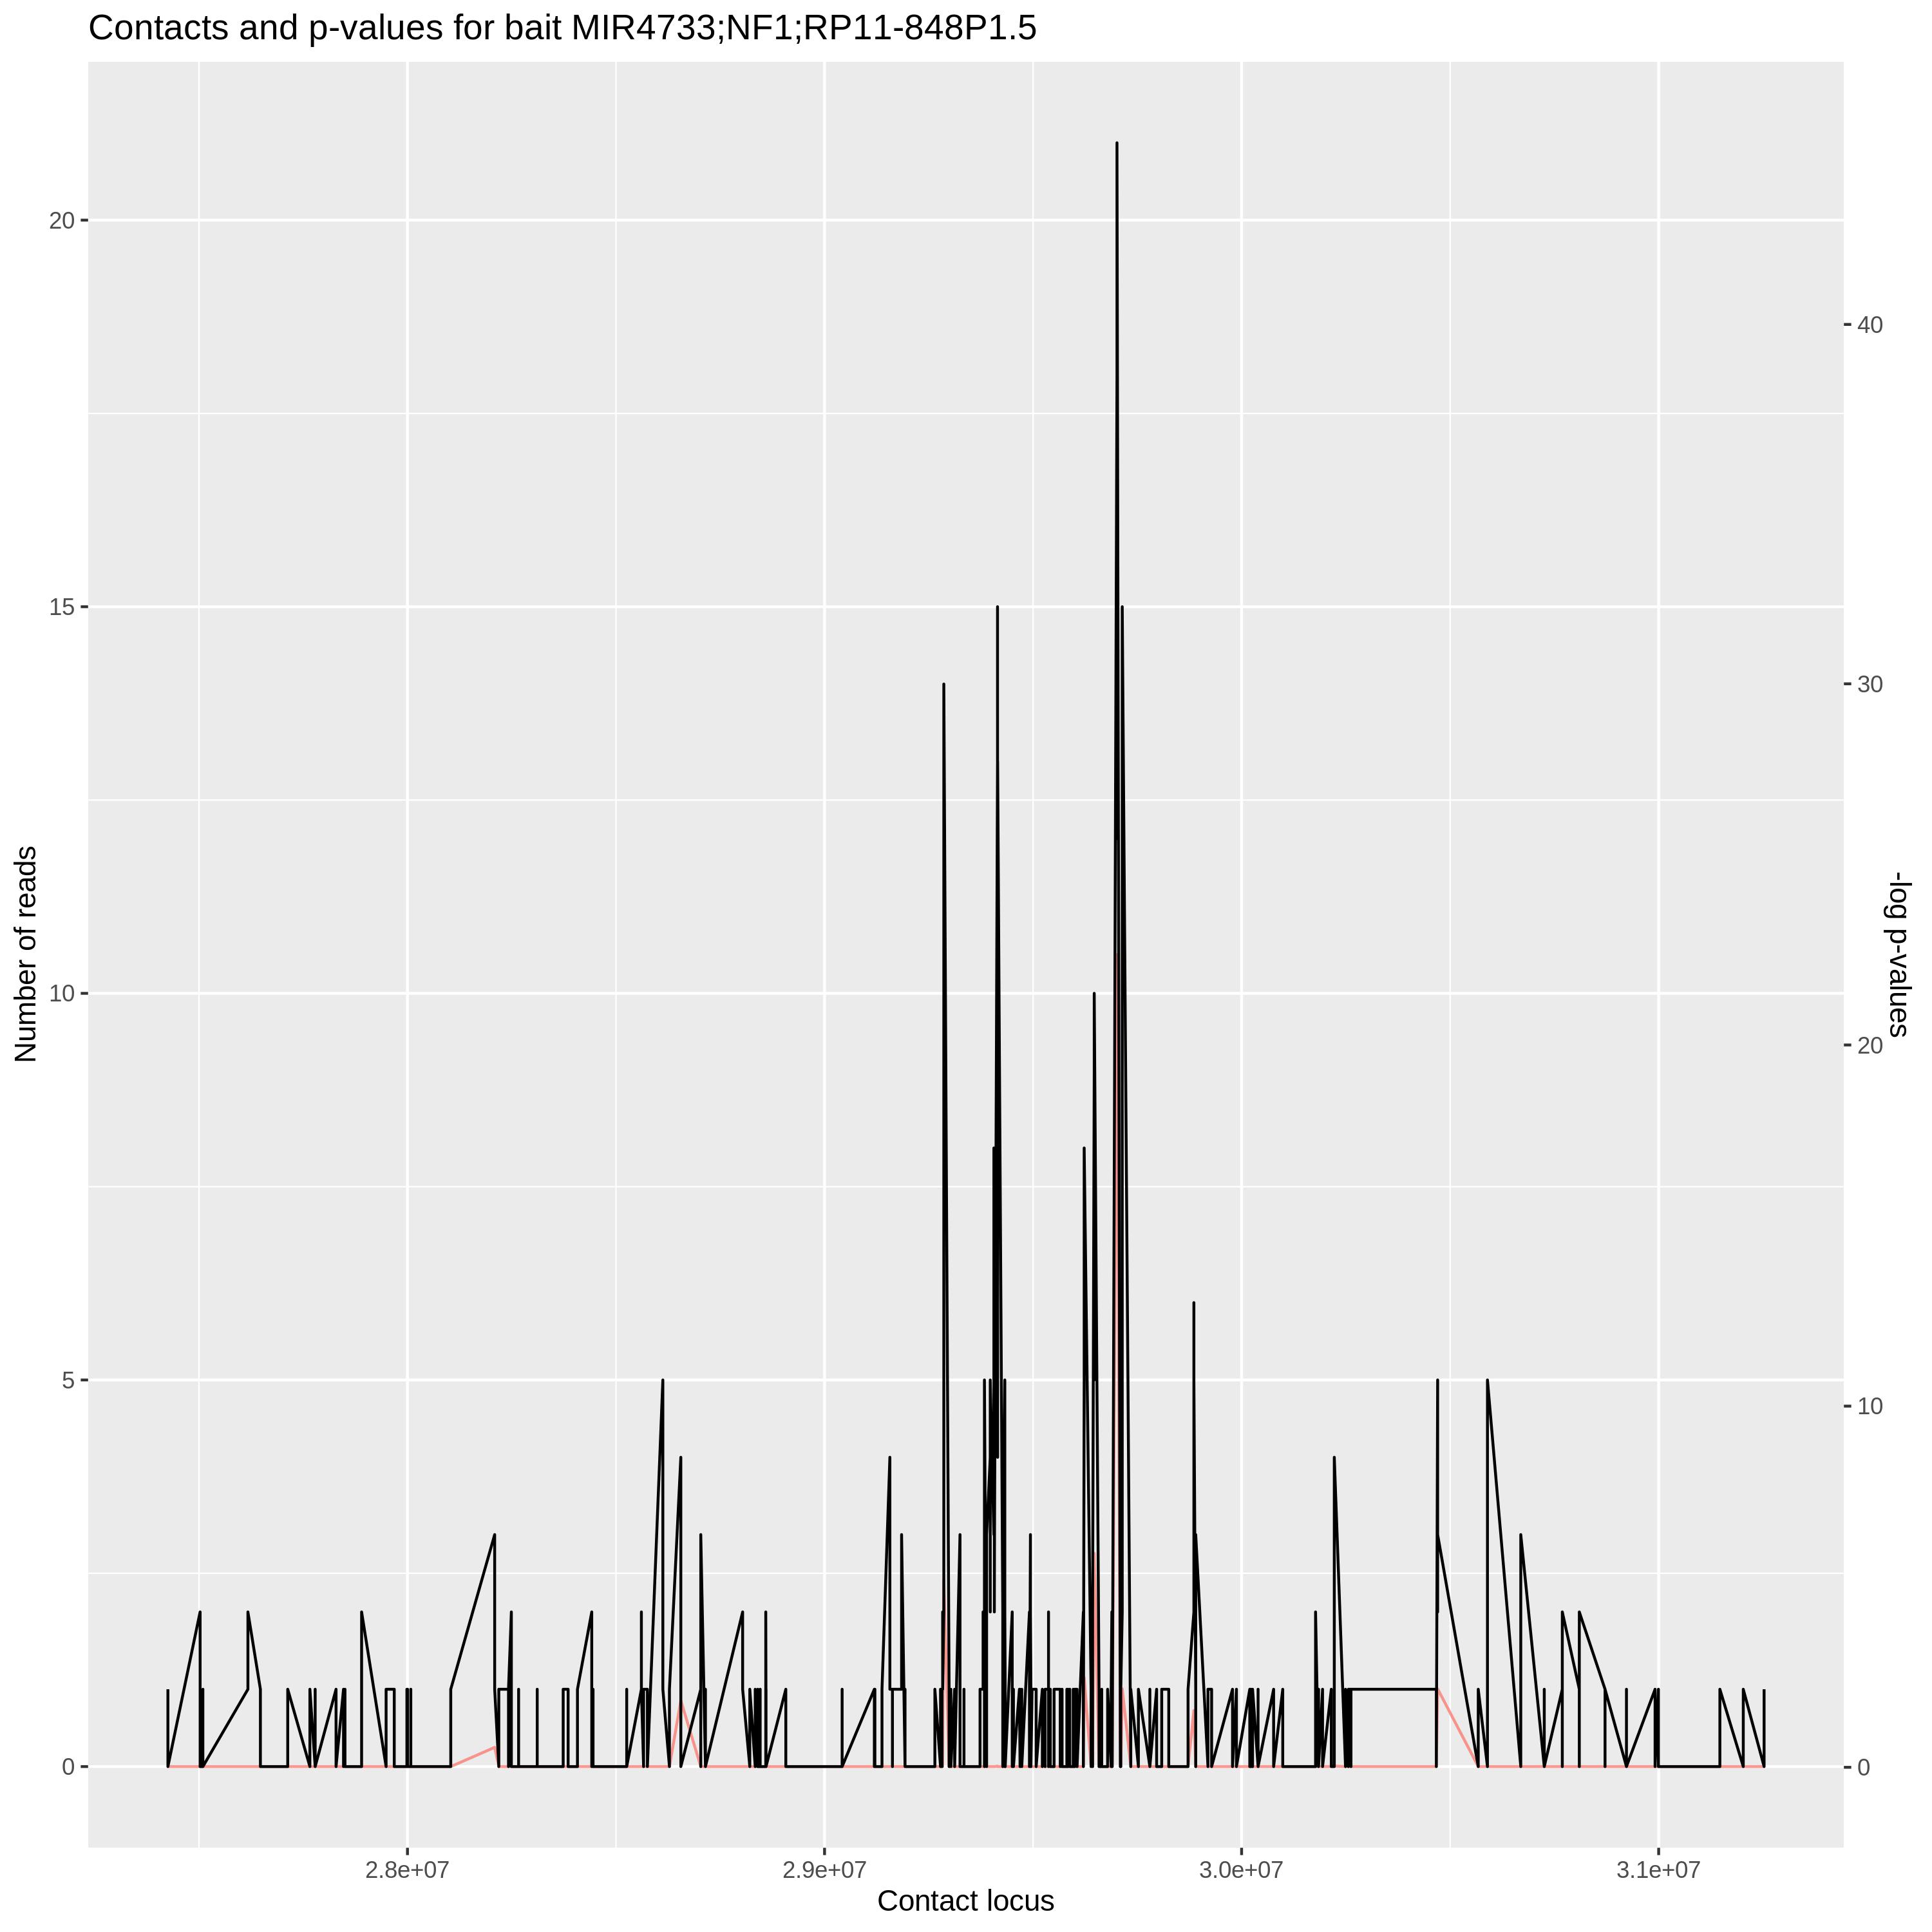 Contacts and p-values for bait MIR4733;NF1;RP11-848P1.5
20
15
10
5
0
40
30
20
10
0
Number of reads
-log p-values
2.8e+07
2.9e+07
3.0e+07
3.1e+07
Contact locus